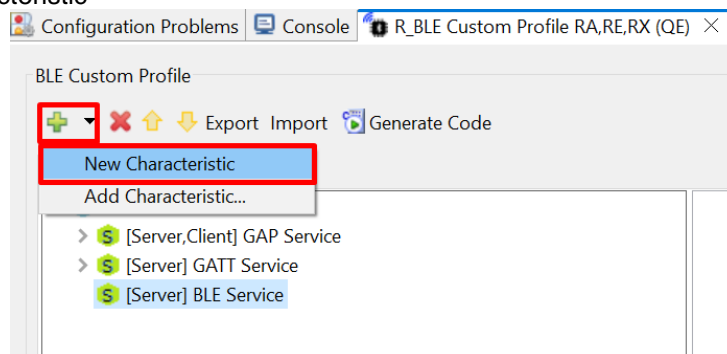 Configuration Problems Console R_BLE Custom Profile RA,RE,RX (QE)
BLE Custom Profile
Export Import Generate Code
New Characteristic
Add Characteristic...
S [Server,Client] GAP Service
S [Server] GATT Service
S [Server] BLE Service